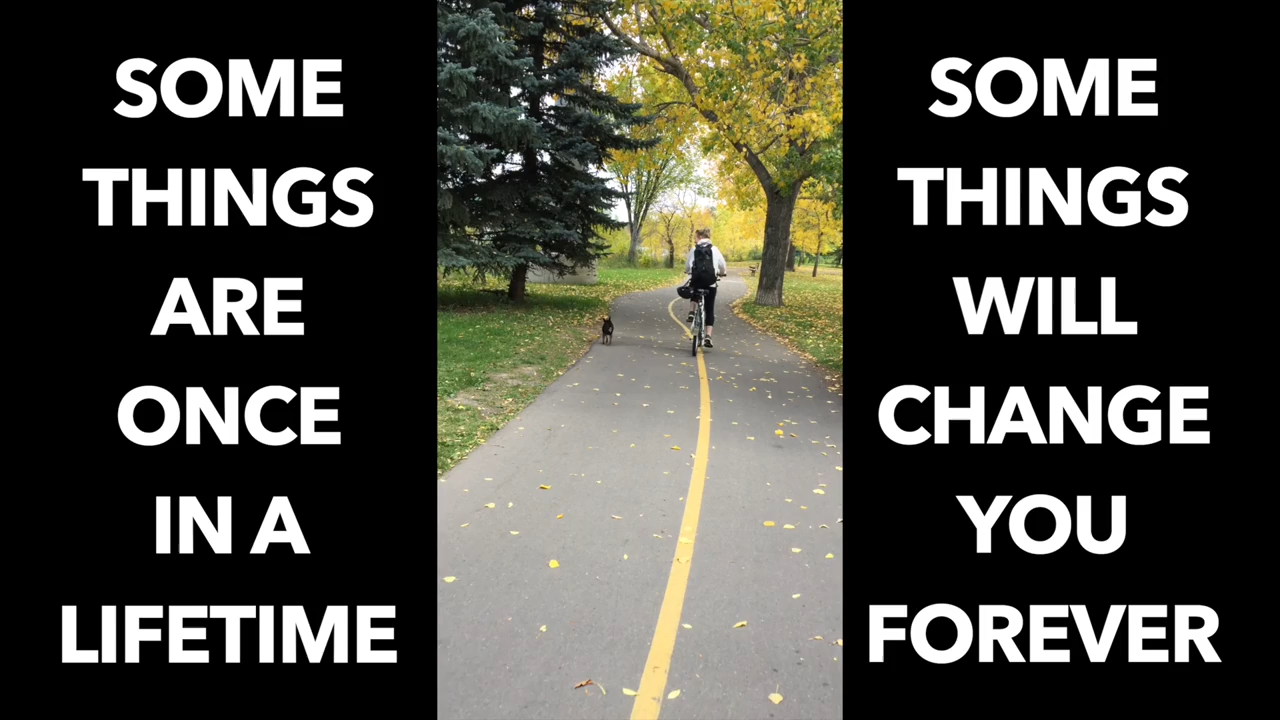 SOME
THINGS
ARE
ONCE
IN A
LIFETIME
SOME
THINGS
WILL
CHANGE
YOU
FOREVER